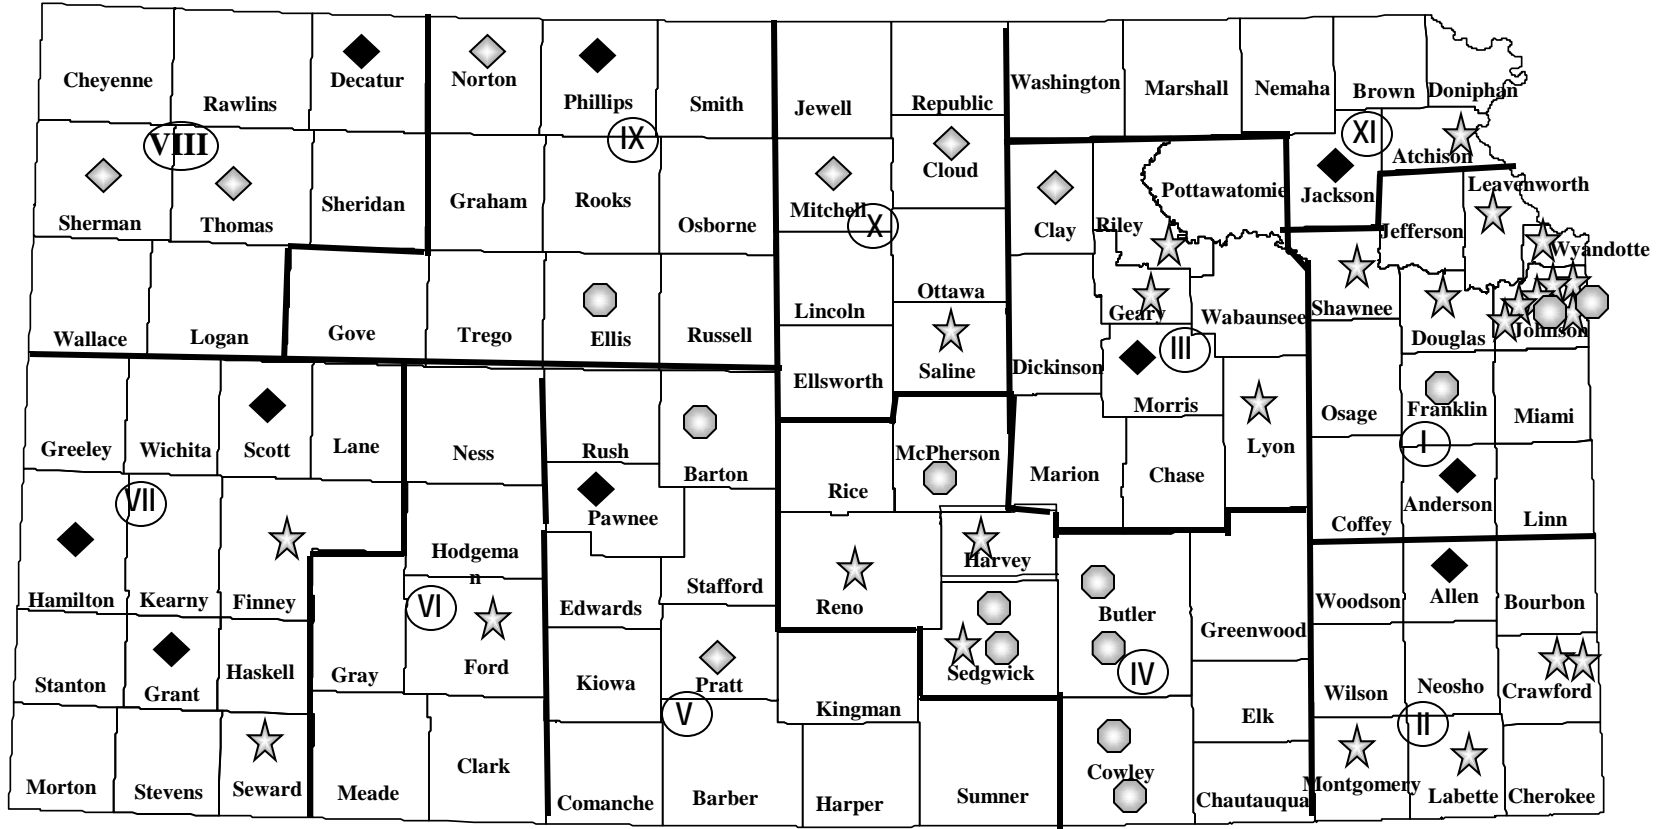 Cheyenne
Rawlins
Decatur
Norton
Phillips
Smith
Jewell
Republic
Washington
Marshall
Nemaha
Brown
Doniphan
VIII
IX
XI
Sherman
Thomas
Sheridan
Graham
Rooks
Osborne
Mitchell
X
Cloud
Clay
Riley
Pottawatomie
Jackson
Atchison
Jefferson
Leavenworth
Wyandotte
Wallace
Logan
Gove
Trego
Ellis
Russell
Lincoln
Ottawa
Ellsworth
Saline
Dickinson
Geary
Wabaunsee
III
Morris
Shawnee
Douglas
Johnson
Greeley
Wichita
Scott
Lane
Ness
Rush
Barton
Rice
McPherson
Marion
Chase
Lyon
Osage
Franklin
Miami
I
VII
Pawnee
Coffey
Anderson
Linn
Hamilton
Kearny
Finney
Hodgema
n
VI
Edwards
Stafford
Reno
Harvey
Butler
Greenwood
Woodson
Allen
Bourbon
Stanton
Grant
Haskell
Gray
Ford
Kiowa
Pratt
V
Kingman
Sedgwick
IV
Elk
Wilson
Neosho
Crawford
II
Morton
Stevens
Seward
Meade
Clark
Comanche
Barber
Harper
Sumner
Cowley
Chautauqua
Montgomery
Labette
Cherokee